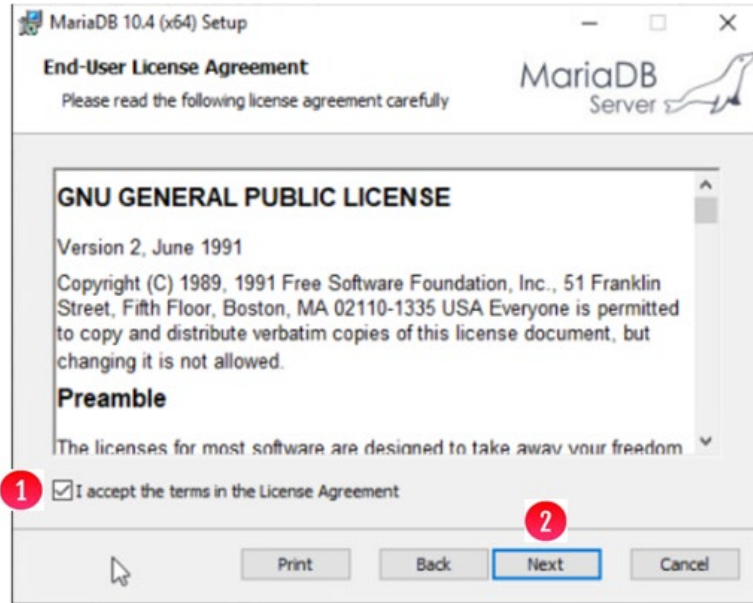 MariaDB 10.4 (x64) Setup
End-User License Agreement
Please read the following license agreement carefully
MariaDB
Server
GNU GENERAL PUBLIC LICENSE
Version 2, June 1991
Copyright (C) 1989, 1991 Free Software Foundation, Inc., 51 Franklin
Street, Fifth Floor, Boston, MA 02110-1335 USA Everyone is permitted
to copy and distribute verbatim copies of this license document, but
changing it is not allowed.
Preamble
The licenses for most software are designed to take away your freedom
1 I accept the terms in the License Agreement
2
Print Back Next Cancel